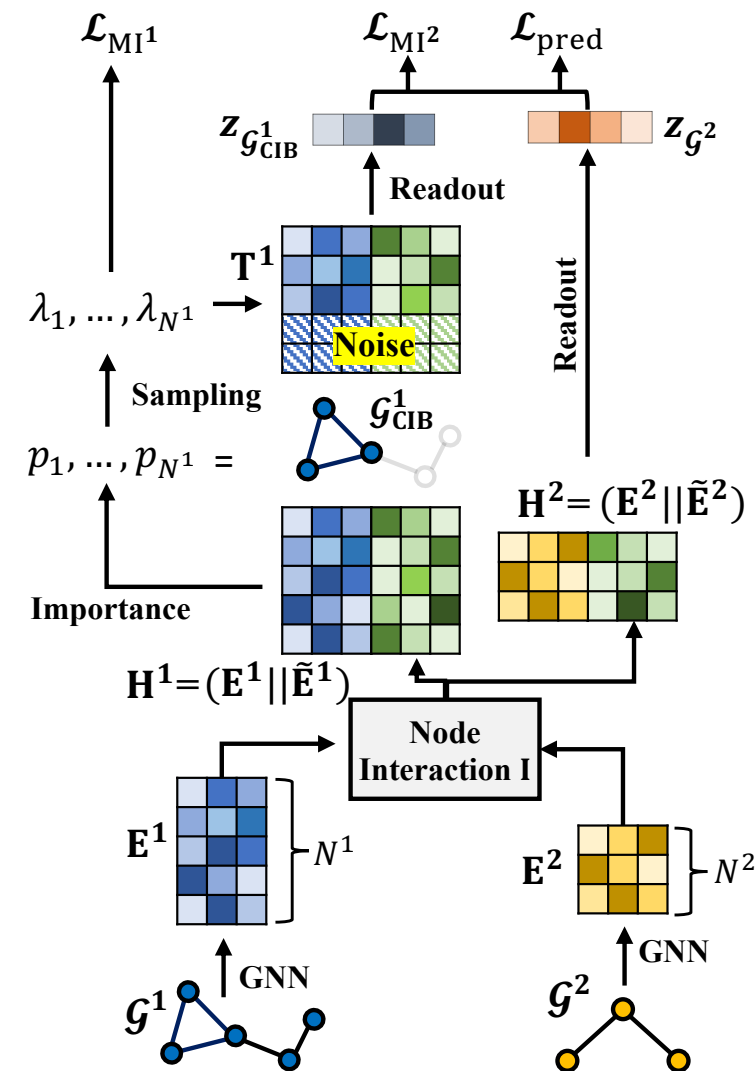 𝓛_MI¹ 𝓛_MI² 𝓛_pred
z_𝒢¹_CIB z_𝒢²
Readout
T¹
λ₁, …, λ_N¹
Noise
Readout
Sampling
𝒢¹_CIB
p₁, …, p_N¹ =
H² = (E²||Ẽ²)
Importance
H¹ = (E¹||Ẽ¹)
Node
Interaction I
E¹ N¹
E² N²
GNN GNN
𝒢¹ 𝒢²